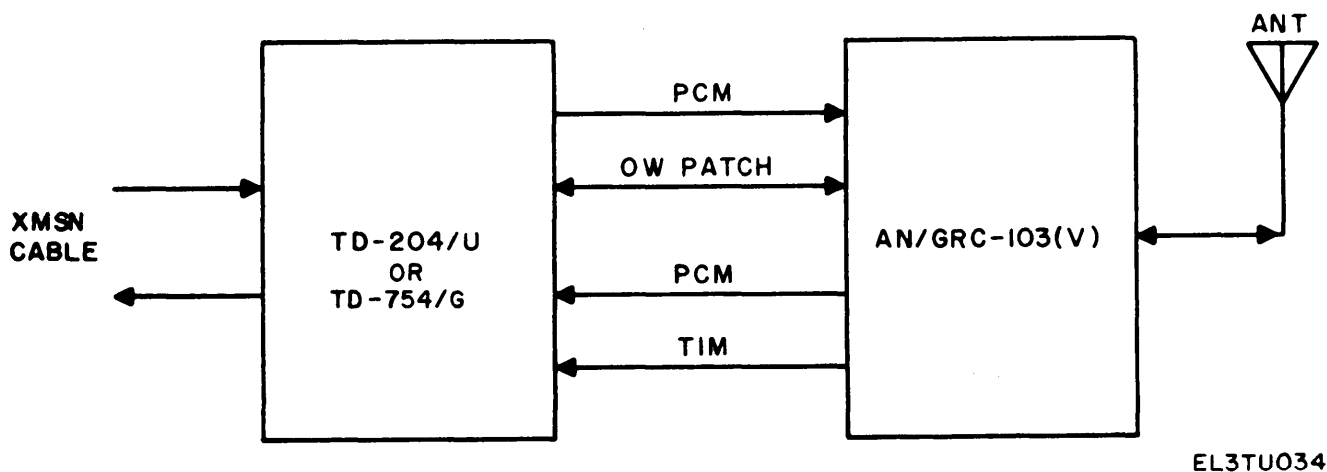 ANT
PCM
OW PATCH
XMSN
CABLE
TD-204/U
OR
TD-754/G
AN/GRC-103(V)
PCM
TIM
EL3TU034